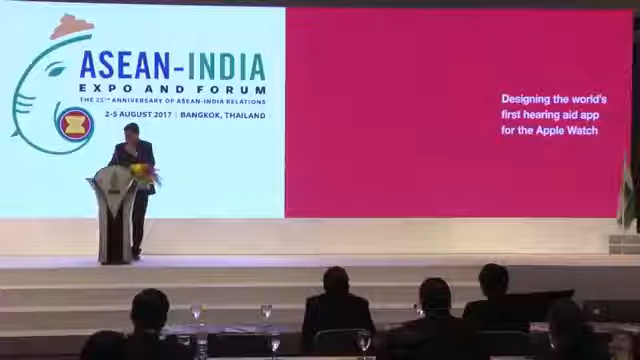 ASEAN-INDIA
EXPO AND FORUM
THE 25TH ANNIVERSARY OF ASEAN-INDIA RELATIONS
2-5 AUGUST 2017 | BANGKOK, THAILAND
Designing the world's
first hearing aid app
for the Apple Watch